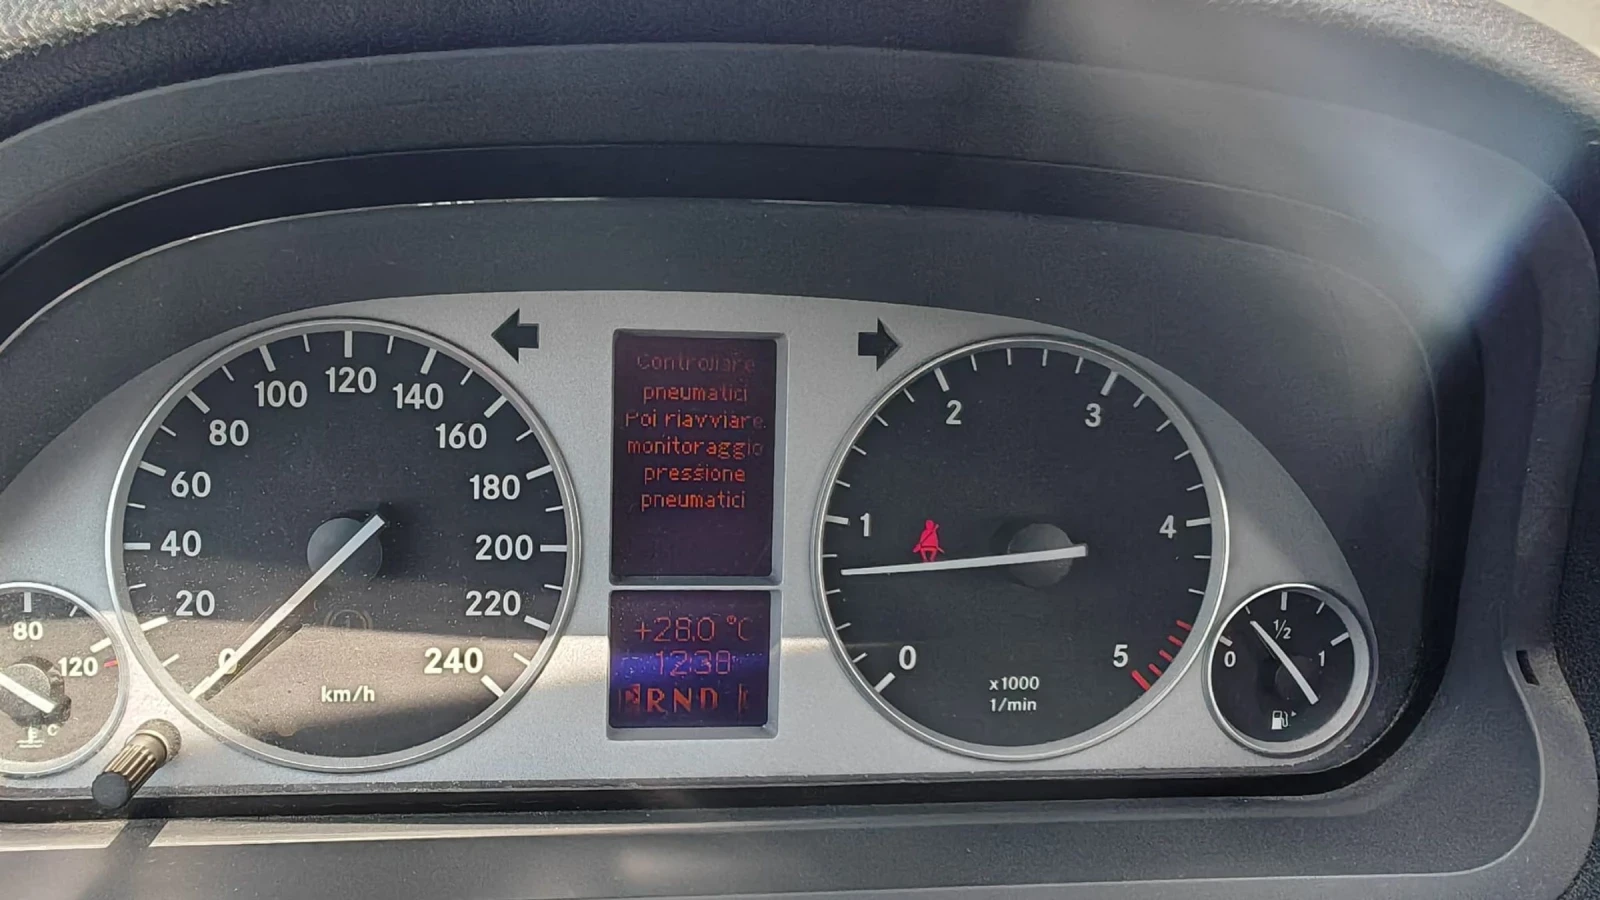 80
120
°C
0
20
40
60
80
100
120
140
160
180
200
220
240
km/h
Controllare
pneumatici
Poi riavviare
monitoraggio
pressione
pneumatici
+28.0 °C
12:38
RND
0
1
2
3
4
5
x1000
1/min
0
1/2
1